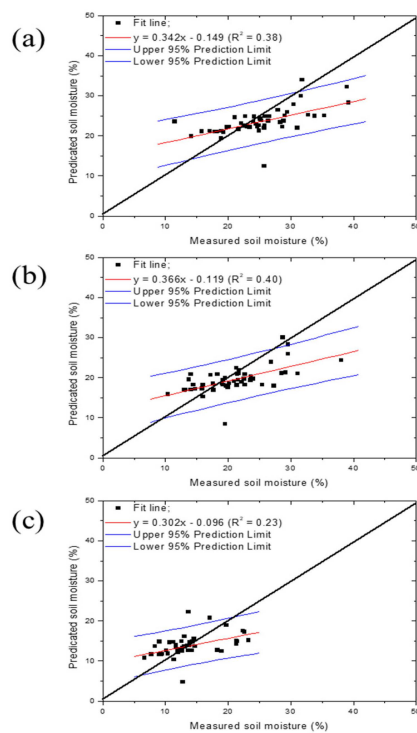 (a)
Fit line;
y = 0.342x - 0.149 (R² = 0.38)
Upper 95% Prediction Limit
Lower 95% Prediction Limit
Predicated soil moisture (%)
50
40
30
20
10
0
0 10 20 30 40 50
Measured soil moisture (%)
(b)
Fit line;
y = 0.366x - 0.119 (R² = 0.40)
Upper 95% Prediction Limit
Lower 95% Prediction Limit
Predicated soil moisture (%)
50
40
30
20
10
0
0 10 20 30 40 50
Measured soil moisture (%)
(c)
Fit line;
y = 0.302x - 0.096 (R² = 0.23)
Upper 95% Prediction Limit
Lower 95% Prediction Limit
Predicated soil moisture (%)
50
40
30
20
10
0
0 10 20 30 40 50
Measured soil moisture (%)